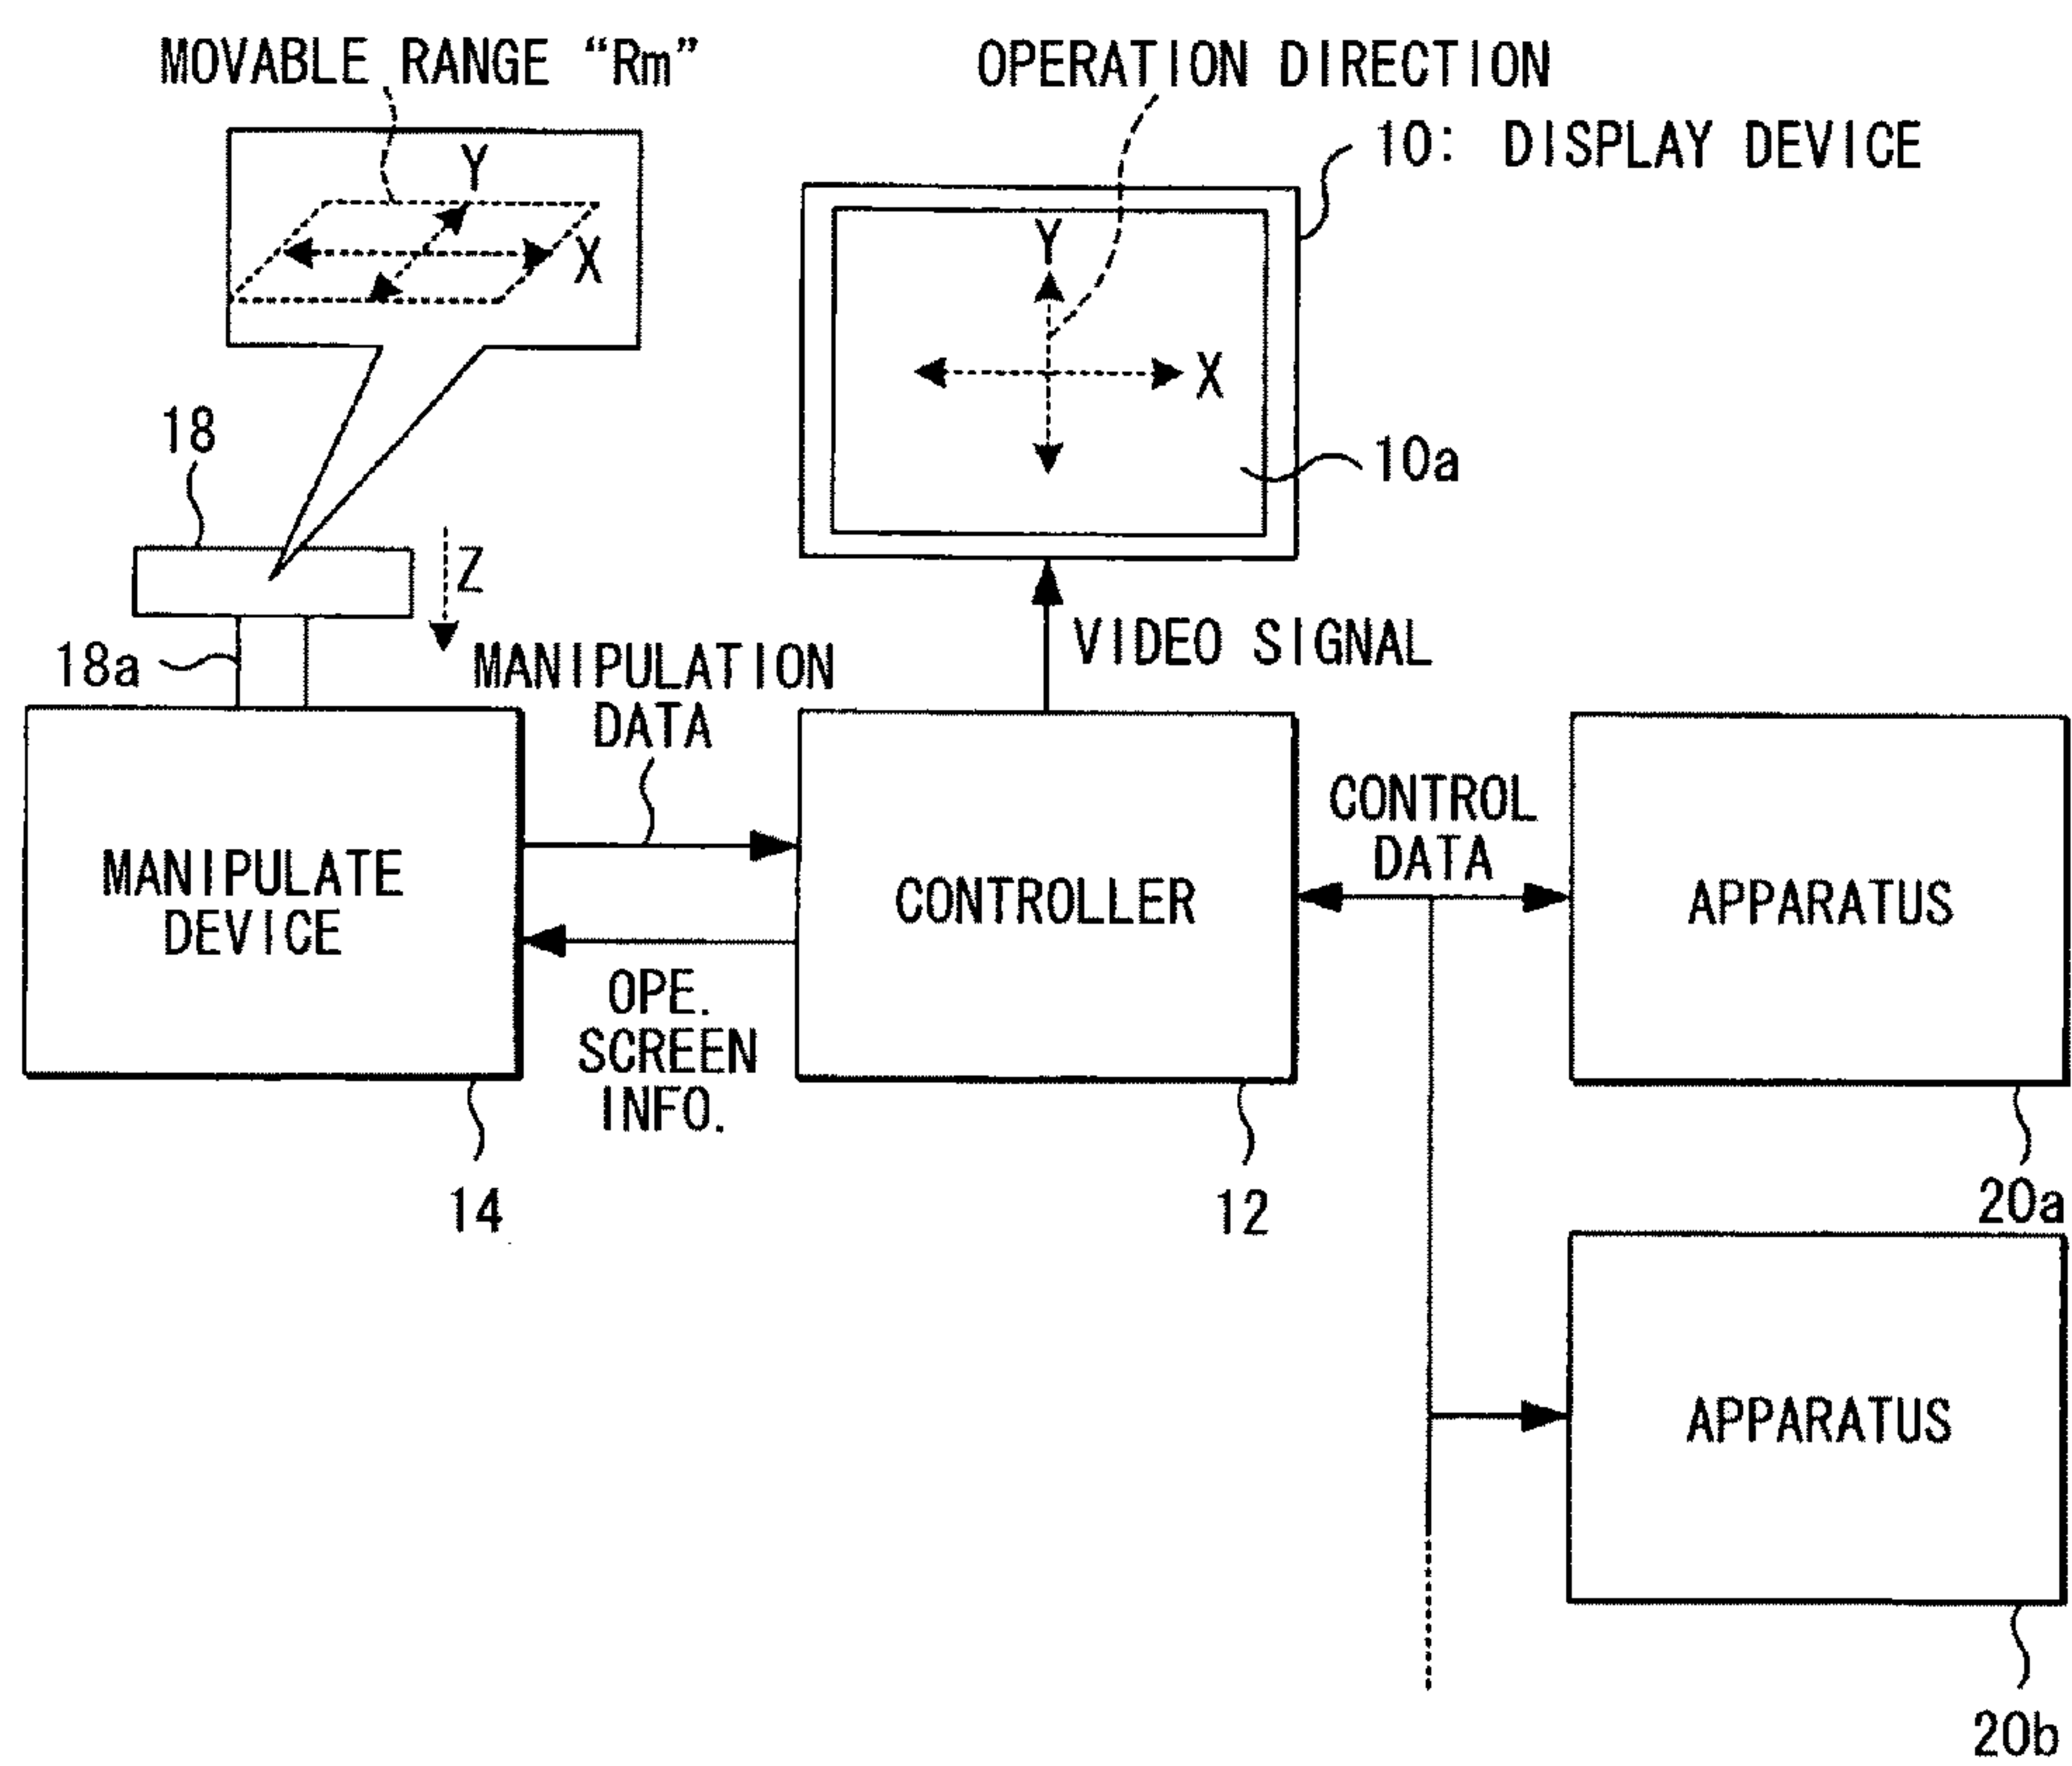 MOVABLE RANGE “Rm”
OPERATION DIRECTION
10: DISPLAY DEVICE
Y
X
Y
X
10a
18
Z
18a
VIDEO SIGNAL
MANIPULATION
DATA
CONTROL
DATA
MANIPULATE
DEVICE
CONTROLLER
APPARATUS
OPE.
SCREEN
INFO.
14
12
20a
APPARATUS
20b